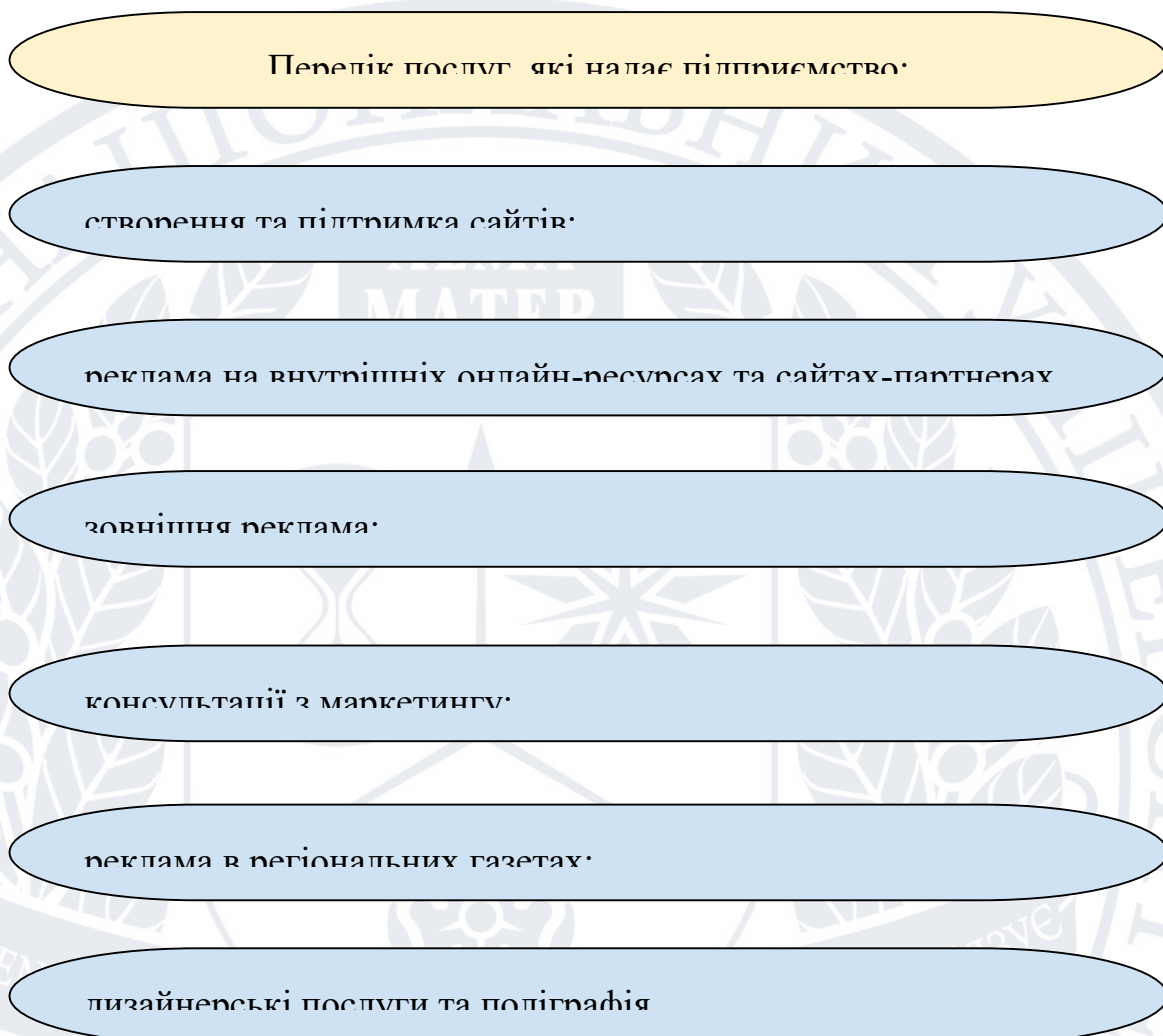 Перелік послуг, які надає підприємство:
створення та підтримка сайтів;
реклама на внутрішніх онлайн-ресурсах та сайтах-партнерах
зовнішня реклама;
МАТЕР
консультації з маркетингу;
реклама в регіональних газетах;
дизайнерські послуги та поліграфія